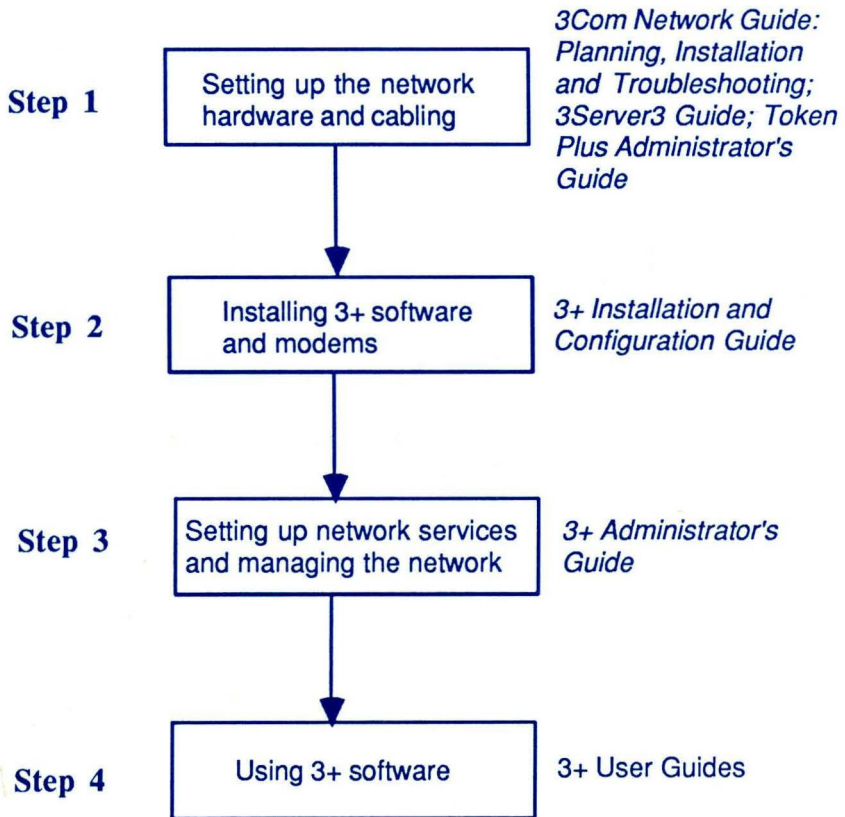 Step 1
Setting up the network
hardware and cabling
3Com Network Guide:
Planning, Installation
and Troubleshooting;
3Server3 Guide; Token
Plus Administrator's
Guide
Step 2
Installing 3+ software
and modems
3+ Installation and
Configuration Guide
Step 3
Setting up network services
and managing the network
3+ Administrator's
Guide
Step 4
Using 3+ software
3+ User Guides